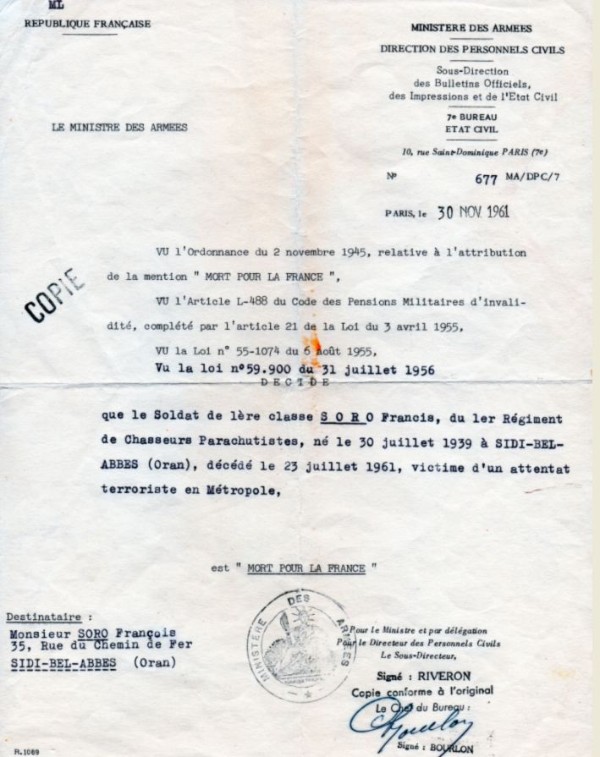 ML
REPUBLIQUE FRANÇAISE
MINISTERE DES ARMEES
DIRECTION DES PERSONNELS CIVILS
Sous-Direction
des Bulletins Officiels,
des Impressions et de l'Etat Civil
7e BUREAU
ETAT CIVIL
10, rue Saint-Dominique PARIS (7e)
LE MINISTRE DES ARMEES
N° 677 MA/DPC/7
PARIS, le 30 NOV. 1961
COPIE
VU l'Ordonnance du 2 novembre 1945, relative à l'attribution
de la mention " MORT POUR LA FRANCE ",
VU l'Article L-488 du Code des Pensions Militaires d'invali-
dité, complété par l'article 21 de la Loi du 3 avril 1955,
VU la Loi n° 55-1074 du 6 août 1955,
Vu la loi n°59.900 du 31 juillet 1956
DECIDE
que le Soldat de 1ère classe SORO Francis, du 1er Régiment
de Chasseurs Parachutistes, né le 30 juillet 1939 à SIDI-BEL-
ABBES (Oran), décédé le 23 juillet 1961, victime d'un attentat
terroriste en Métropole,
est " MORT POUR LA FRANCE "
MINISTERE DES ARMEES
Destinataire :
Monsieur SORO François
35, Rue du Chemin de Fer
SIDI-BEL-ABBES (Oran)
Pour le Ministre et par délégation
Pour le Directeur des Personnels Civils
Le Sous-Directeur,
Signé : RIVERON
Copie conforme à l'original
Le Chef du Bureau :
Signé : BOURLON